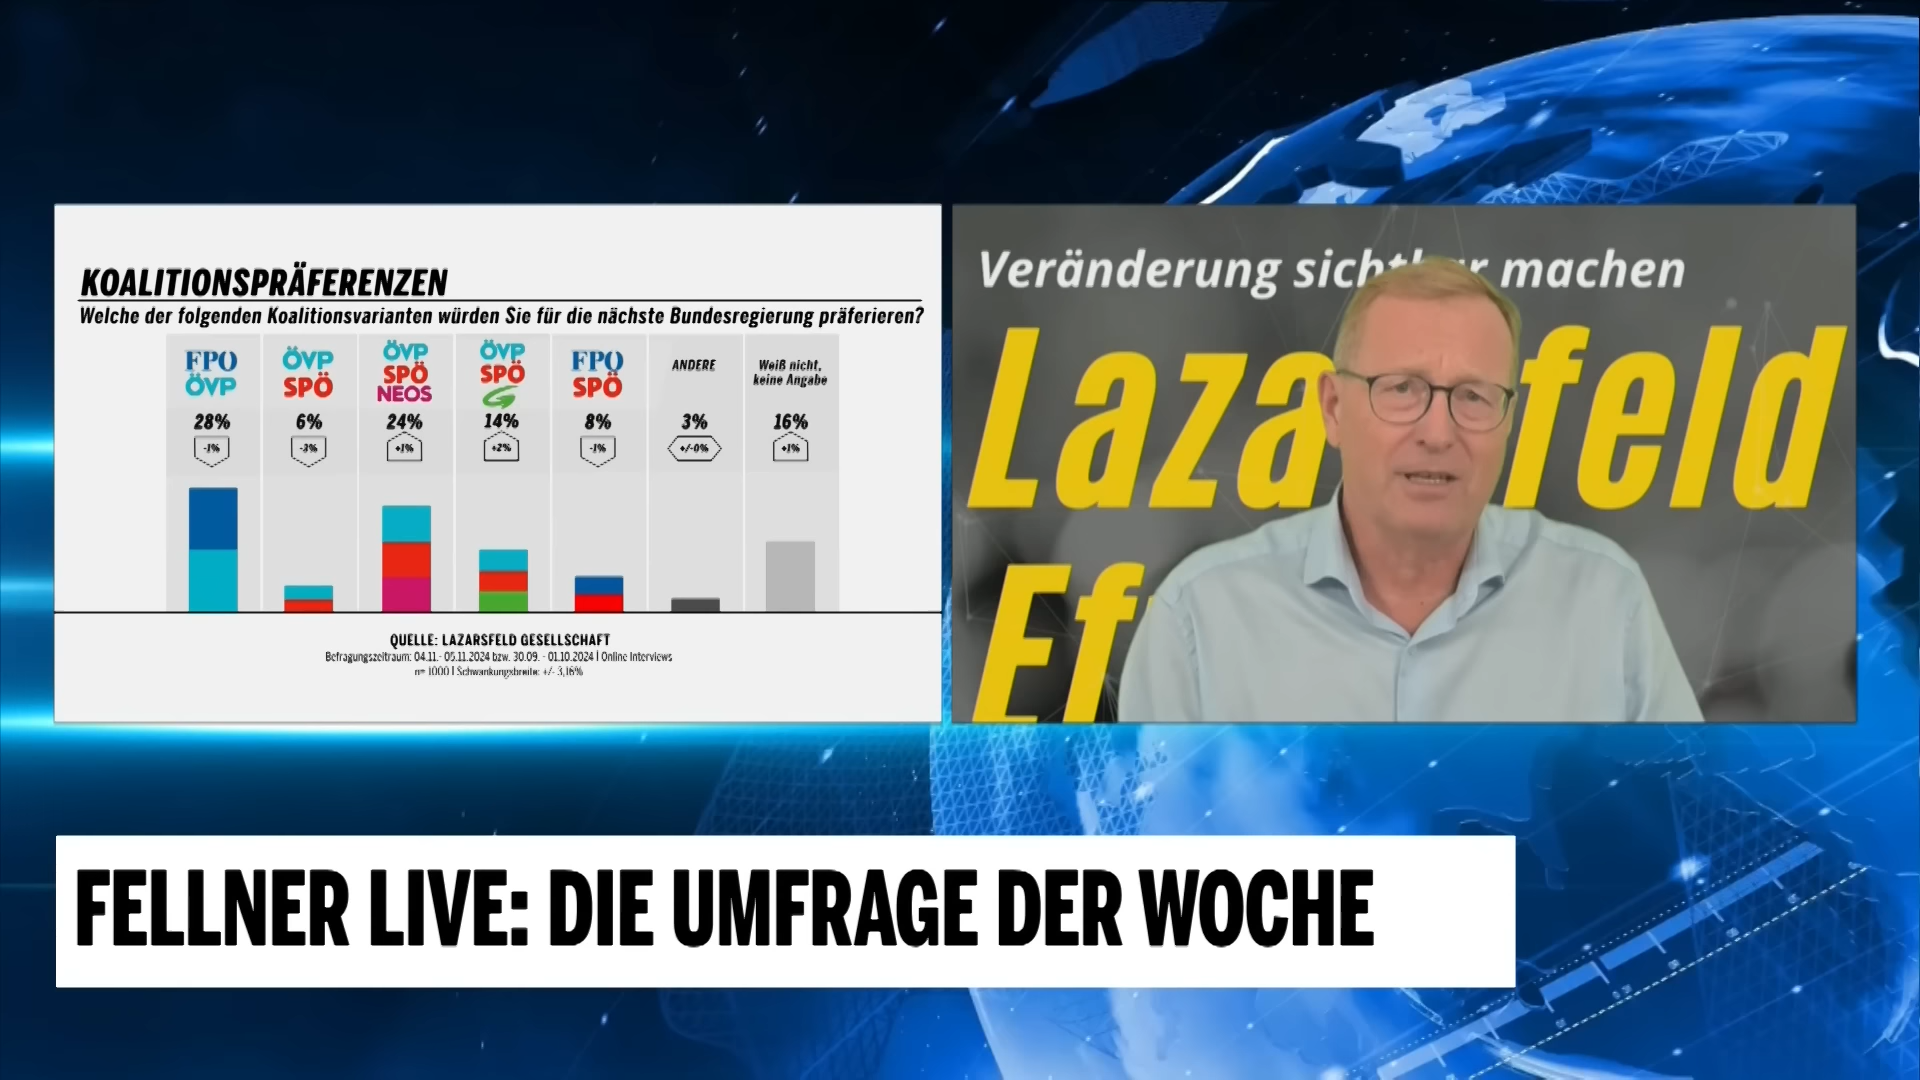 KOALITIONSPRÄFERENZEN
Welche der folgenden Koalitionsvarianten würden Sie für die nächste Bundesregierung präferieren?
FPÖ ÖVP
ÖVP SPÖ
ÖVP SPÖ NEOS
ÖVP SPÖ
FPÖ SPÖ
ANDERE
Weiß nicht, keine Angabe
28% 6% 24% 14% 8% 3% 16%
-1% -3% +1% +2% -1% +/-0% +1%
QUELLE: LAZARSFELD GESELLSCHAFT
Befragungszeitraum: 04.11.- 05.11.2024 bzw. 30.09. - 01.10.2024 | Online Interviews
n= 1000 | Schwankungsbreite: +/- 3,16%
Veränderung machen
FELLNER LIVE: DIE UMFRAGE DER WOCHE